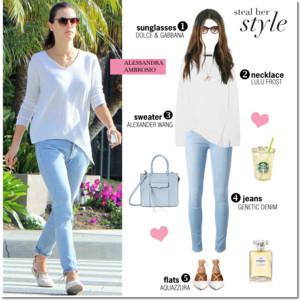 steal her
style
sunglasses 1
DOLCE & GABBANA
ALESSANDRA
AMBROSIO
2 necklace
LULU FROST
sweater 3
ALEXANDER WANG
4 jeans
GENETIC DENIM
flats 5
AQUAZZURA